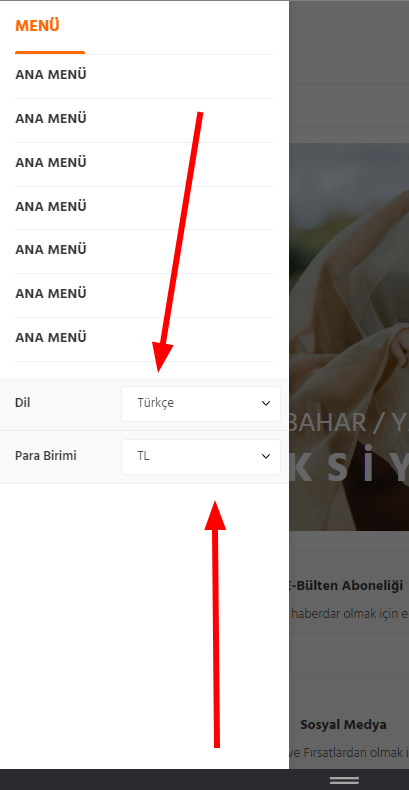 MENÜ
ANA MENÜ
ANA MENÜ
ANA MENÜ
ANA MENÜ
ANA MENÜ
ANA MENÜ
ANA MENÜ
Dil
Türkçe
Para Birimi
TL
BAHAR /
KSİY
E-Bülten Aboneliği
haberdar olmak için
Sosyal Medya
ve Fırsatlardan olmak